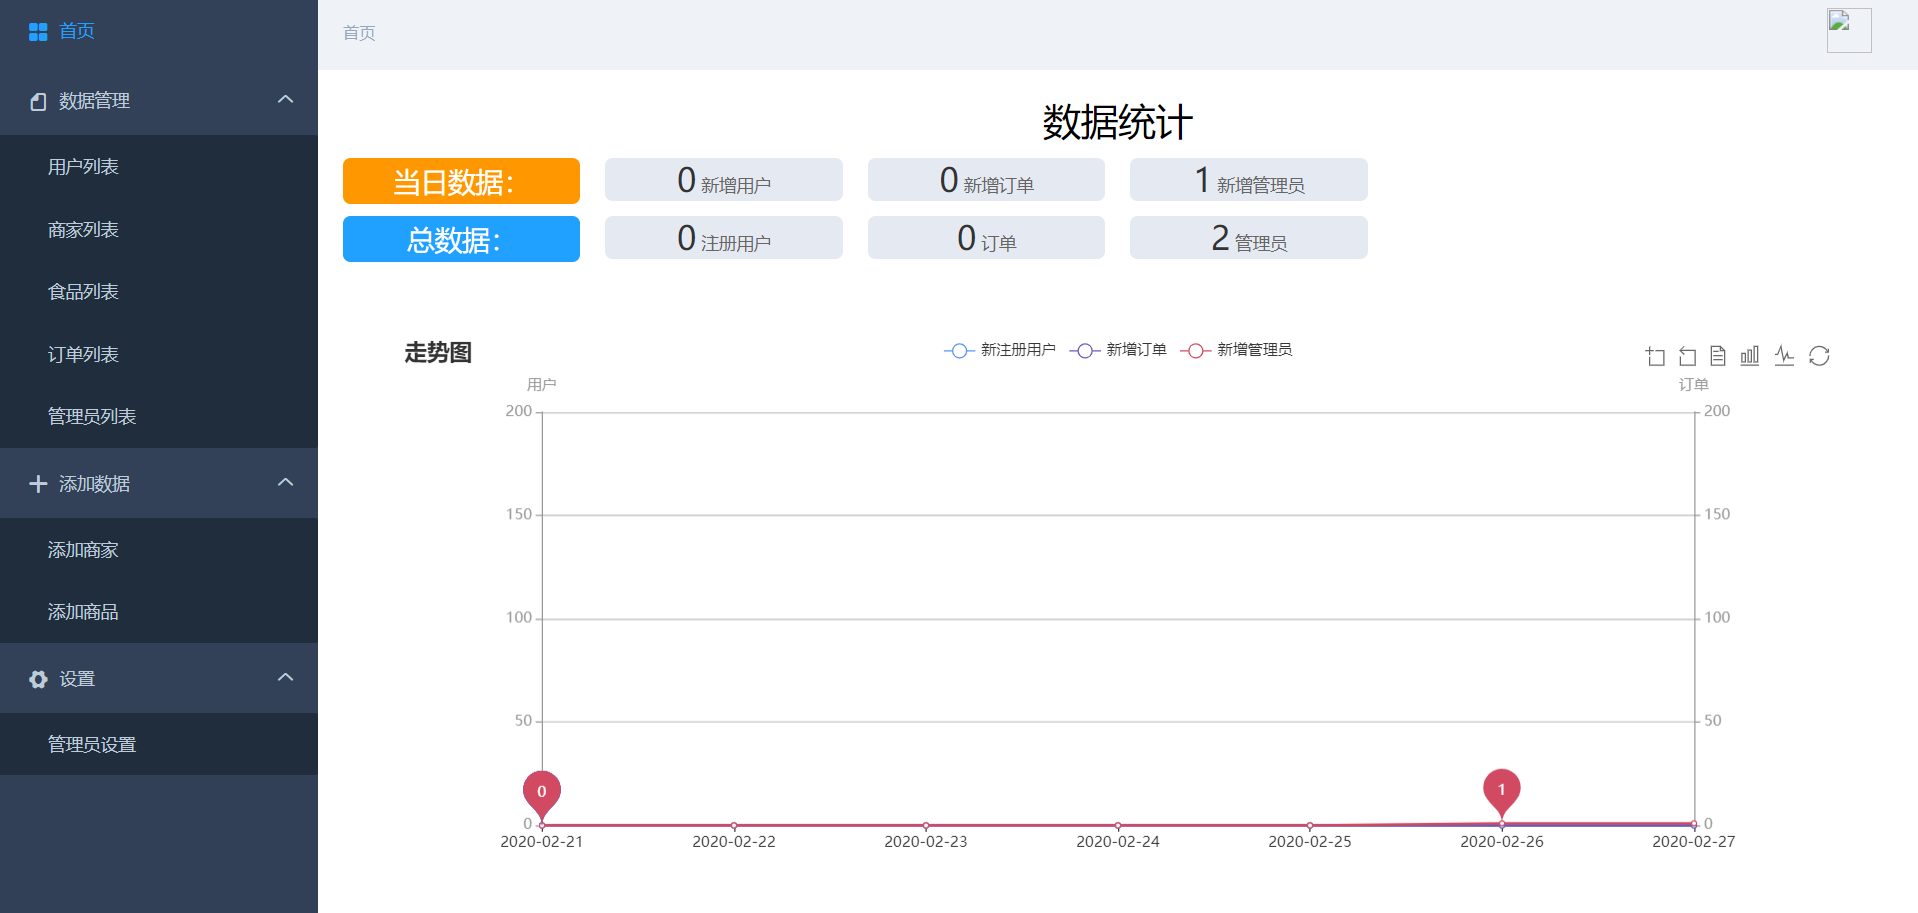 首页
数据管理
用户列表
商家列表
食品列表
订单列表
管理员列表
添加数据
添加商家
添加商品
设置
管理员设置
首页
数据统计
当日数据： 0 新增用户 0 新增订单 1 新增管理员
总数据： 0 注册用户 0 订单 2 管理员
走势图
新注册用户 新增订单 新增管理员
用户 订单
200 200
150 150
100 100
50 50
0 1
0 0
2020-02-21 2020-02-22 2020-02-23 2020-02-24 2020-02-25 2020-02-26 2020-02-27